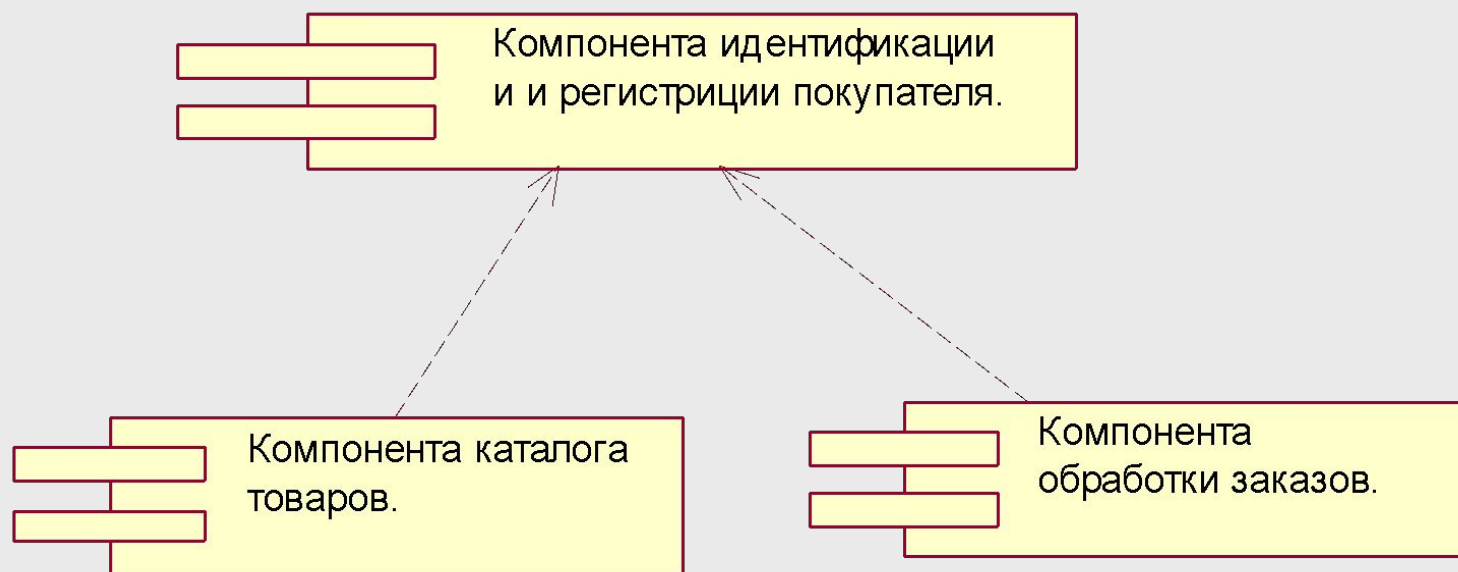 Компонента идентификации
и и регистриции покупателя.
Компонента каталога
товаров.
Компонента
обработки заказов.